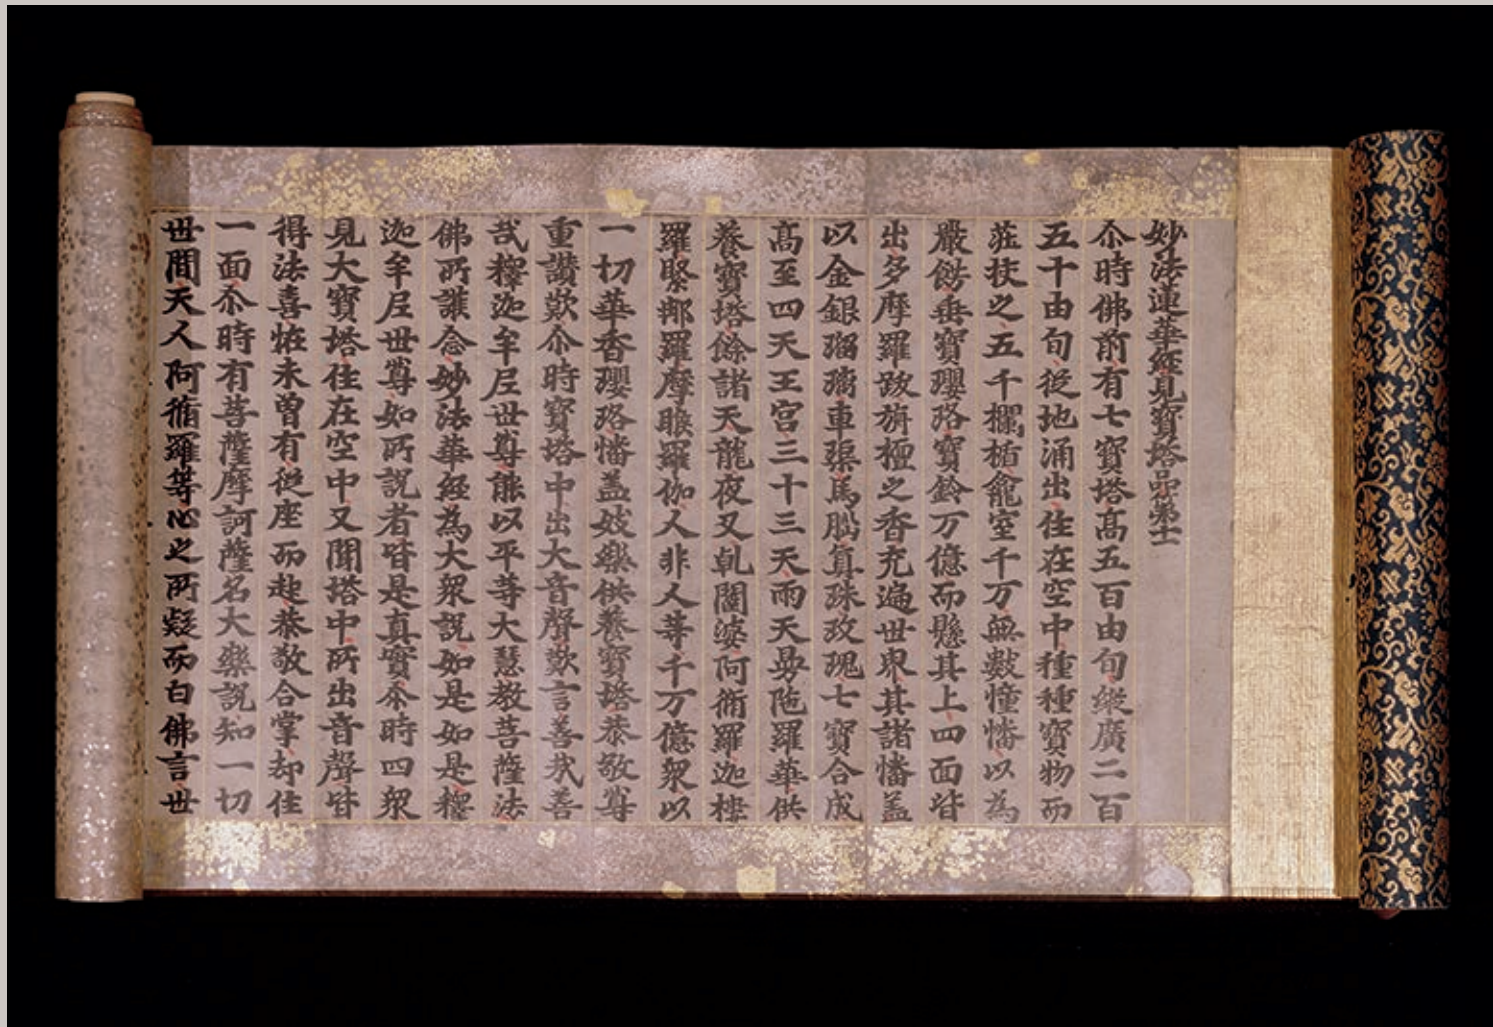 妙法蓮華經見寶塔品第十一
尒時佛前有七寶塔高五百由旬縱廣二百
五十由旬從地涌出住在空中種種寶物而
莊挍之五千欄楯龕室千万無數憧幡以為
嚴餝垂寶瓔珞寶鈴万億而懸其上四面皆
出多摩羅跋旃檀之香充遍世界其諸幡蓋
以金銀瑠璃車渠馬腦真珠玫瑰七寶合成
高至四天王宮三十三天雨天曼陁羅華供
養寶塔餘諸天龍夜叉乹闥婆阿脩羅迦樓
羅緊那羅摩睺羅伽人非人等千万億衆以
一切華香瓔珞幡蓋妓樂供養寶塔恭敬尊
重讃歎尒時寶塔中出大音聲歎言善哉善
哉釋迦牟尼世尊能以平等大慧教菩薩法
佛所護念妙法華經為大衆說如是如是釋
迦牟尼世尊如所說者皆是真實尒時四衆
見大寶塔住在空中又聞塔中所出音聲皆
得法喜恠未曾有從座而起恭敬合掌却住
一面尒時有菩薩摩訶薩名大樂說知一切
世間天人阿脩羅等心之所疑而白佛言世